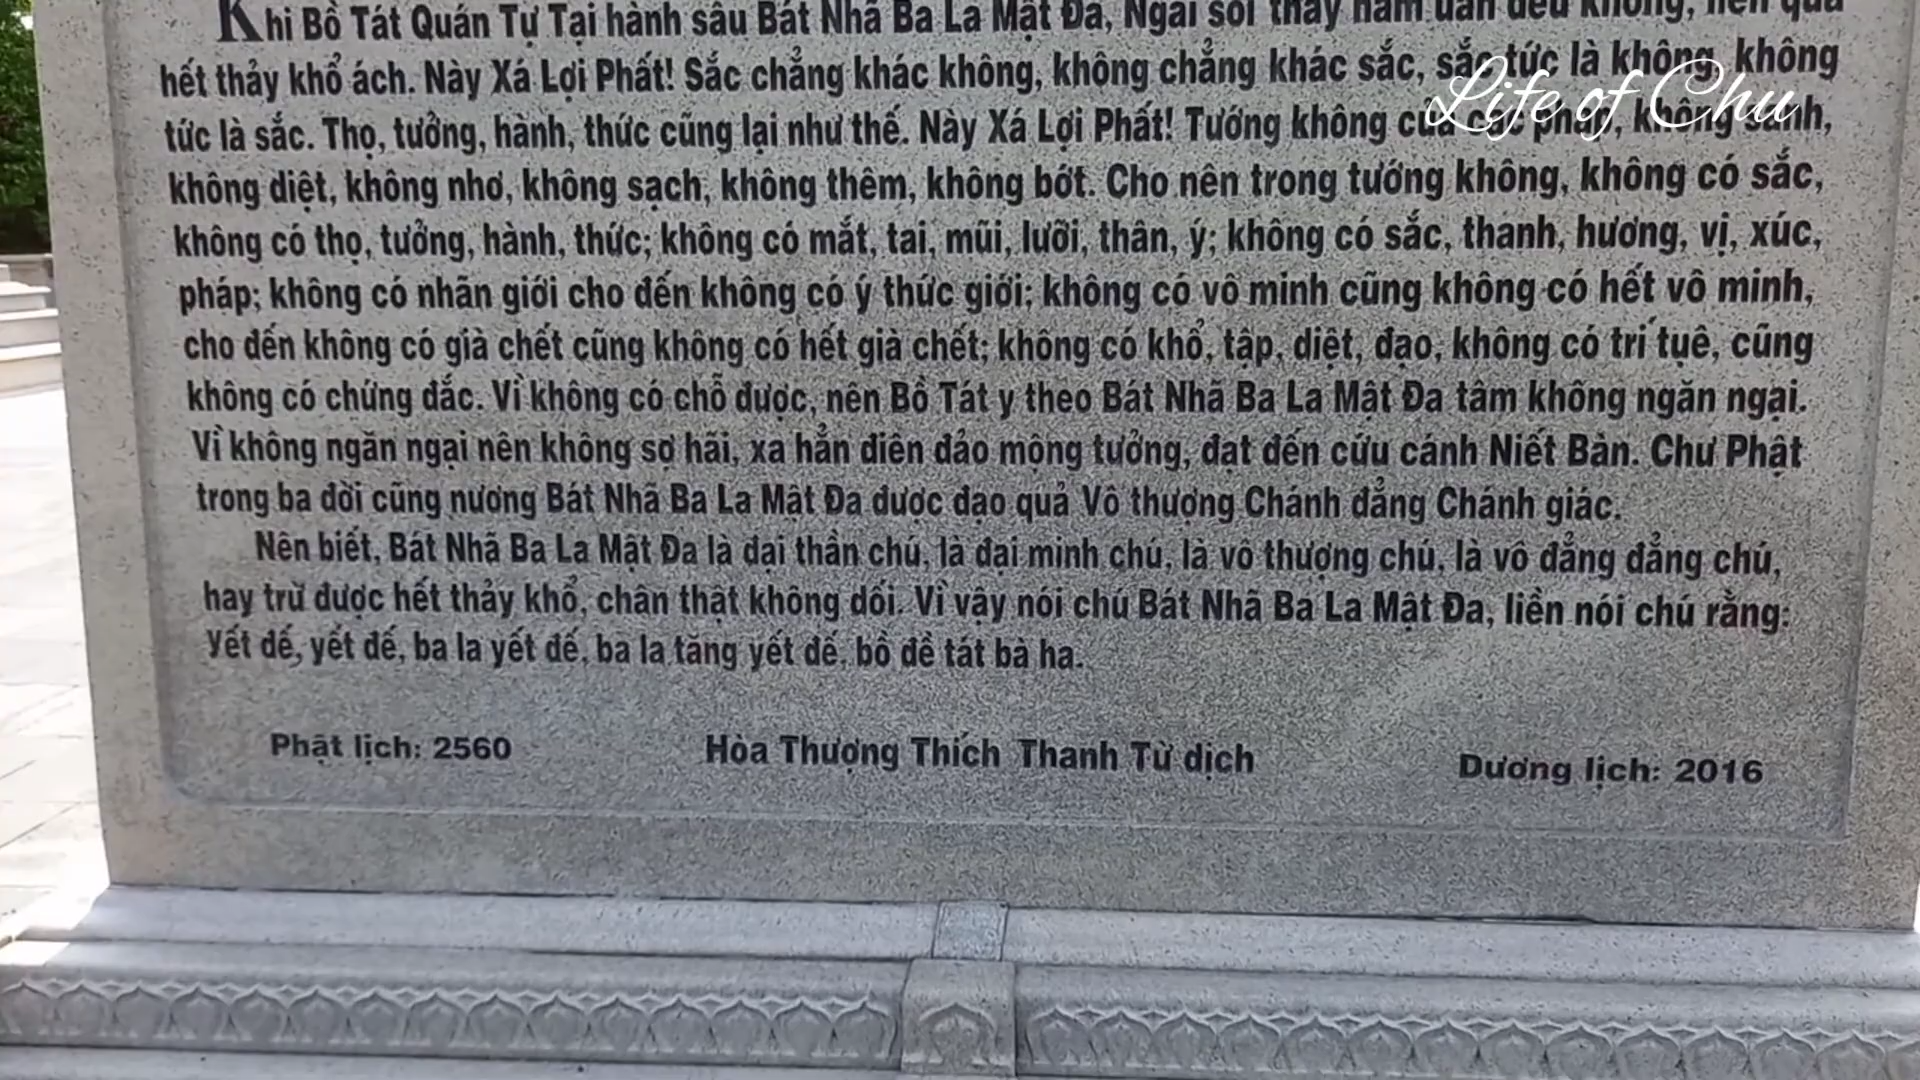 Khi Bồ Tát Quán Tự Tại hành sâu Bát Nhã Ba La Mật Đa, Ngài soi thấy năm uẩn đều không, nên qua
hết thảy khổ ách. Này Xá Lợi Phất! Sắc chẳng khác không, không chẳng khác sắc, sắc tức là không, không
Life of Chu
tức là sắc. Thọ, tưởng, hành, thức cũng lại như thế. Này Xá Lợi Phất! Tướng không của các pháp, không sanh,
không diệt, không nhơ, không sạch, không thêm, không bớt. Cho nên trong tướng không, không có sắc,
không có thọ, tưởng, hành, thức; không có mắt, tai, mũi, lưỡi, thân, ý; không có sắc, thanh, hương, vị, xúc,
pháp; không có nhãn giới cho đến không có ý thức giới; không có vô minh cũng không có hết vô minh,
cho đến không có già chết cũng không có hết già chết; không có khổ, tập, diệt, đạo, không có trí tuệ, cũng
không có chứng đắc. Vì không có chỗ được, nên Bồ Tát y theo Bát Nhã Ba La Mật Đa tâm không ngăn ngại.
Vì không ngăn ngại nên không sợ hãi, xa hẳn điên đảo mộng tưởng, đạt đến cứu cánh Niết Bàn. Chư Phật
trong ba đời cũng nương Bát Nhã Ba La Mật Đa được đạo quả Vô thượng Chánh đẳng Chánh giác.
Nên biết, Bát Nhã Ba La Mật Đa là đại thần chú, là đại minh chú, là vô thượng chú, là vô đẳng đẳng chú,
hay trừ được hết thảy khổ, chân thật không dối. Vì vậy nói chú Bát Nhã Ba La Mật Đa, liền nói chú rằng:
Yết đế, yết đế, ba la yết đế, ba la tăng yết đế, bồ đề tát bà ha.
Phật lịch: 2560
Hòa Thượng Thích Thanh Từ dịch
Dương lịch: 2016